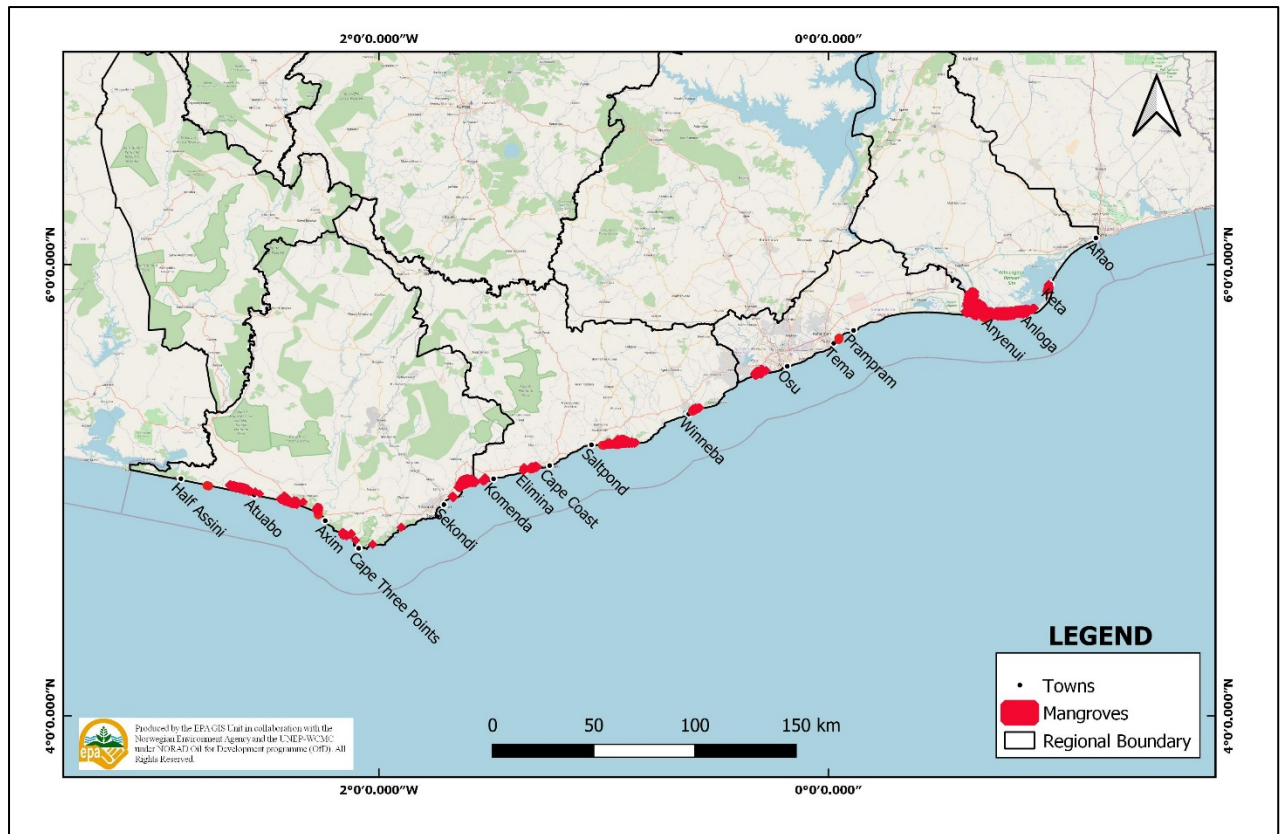 2°0′0.000″W
0°0′0.000″
6°0′0.000″N
6°0′0.000″N
Aflao
Keta
Anloga
Anyenui
Prampram
Tema
Osu
Winneba
Saltpond
Cape Coast
Elimina
Komenda
Sekondi
Half Assini
Atuabo
Axim
Cape Three Points
LEGEND
Towns
Mangroves
Regional Boundary
4°0′0.000″N
4°0′0.000″N
epa
Produced by the EPA GIS Unit in collaboration with the
Norwegian Environment Agency and the UNEP-WCMC
under NORAD Oil for Development programme (OfD). All
Rights Reserved.
0 50 100 150 km
2°0′0.000″W
0°0′0.000″